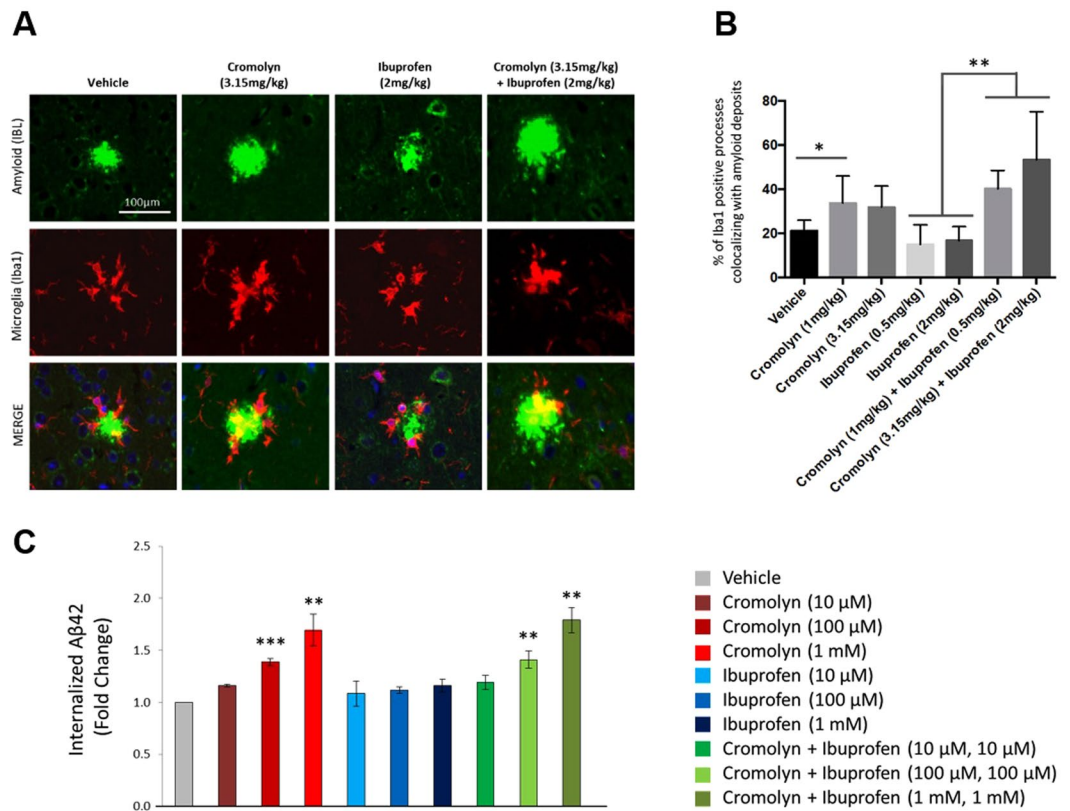 A
Vehicle
Cromolyn
(3.15mg/kg)
Ibuprofen
(2mg/kg)
Cromolyn (3.15mg/kg)
+ Ibuprofen (2mg/kg)
Amyloid (IBL)
100μm
Microglia (Iba1)
MERGE
B
% of Iba1 positive processes
colocalizing with amyloid deposits
80
60
40
20
0
*
**
Vehicle
Cromolyn (1mg/kg)
Cromolyn (3.15mg/kg)
Ibuprofen (0.5mg/kg)
Ibuprofen (2mg/kg)
Cromolyn (1mg/kg) + Ibuprofen (0.5mg/kg)
Cromolyn (3.15mg/kg) + Ibuprofen (2mg/kg)
C
Internalized Aβ42
(Fold Change)
2.5
2.0
1.5
1.0
0.5
0.0
***
**
**
**
Vehicle
Cromolyn (10 μM)
Cromolyn (100 μM)
Cromolyn (1 mM)
Ibuprofen (10 μM)
Ibuprofen (100 μM)
Ibuprofen (1 mM)
Cromolyn + Ibuprofen (10 μM, 10 μM)
Cromolyn + Ibuprofen (100 μM, 100 μM)
Cromolyn + Ibuprofen (1 mM, 1 mM)